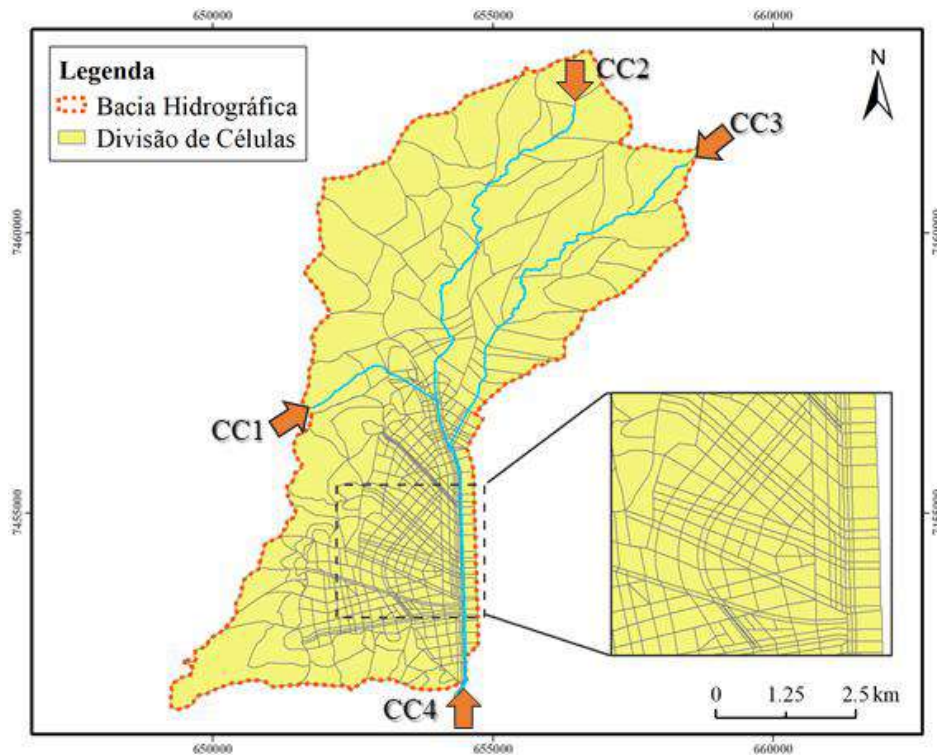 650000 655000 660000
Legenda
Bacia Hidrográfica
Divisão de Células
CC2
N
CC3
7460000 7460000
CC1
7455000 7455000
CC4
0 1.25 2.5 km
650000 655000 660000